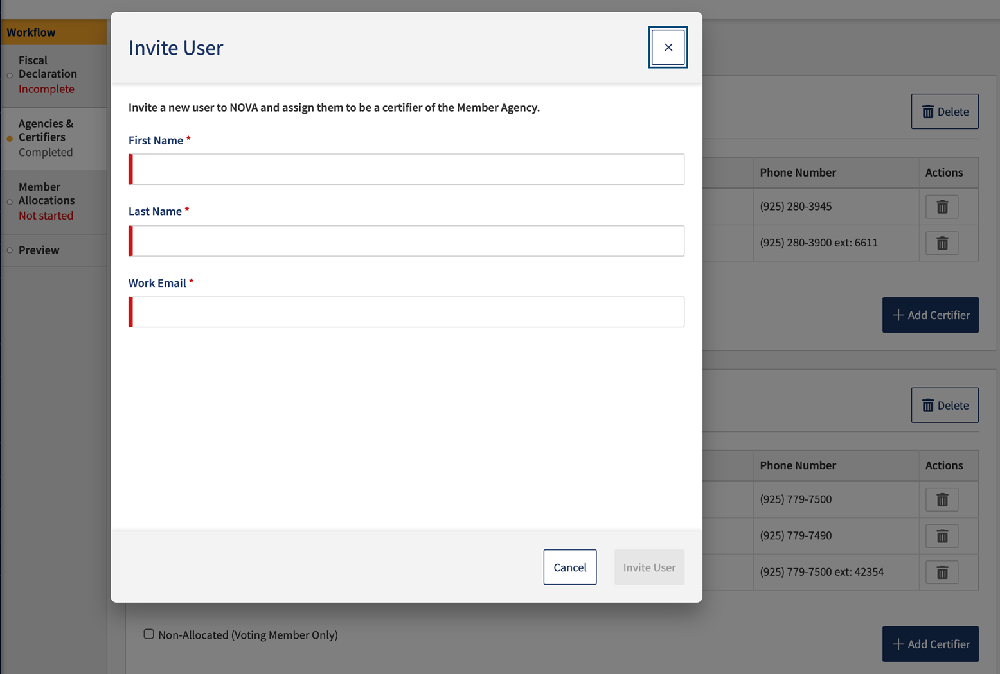 Workflow
Fiscal
Declaration
Incomplete
Agencies &
Certifiers
Completed
Member
Allocations
Not started
Preview
Invite User
×
Invite a new user to NOVA and assign them to be a certifier of the Member Agency.
First Name *
Last Name *
Work Email *
Cancel
Invite User
Delete
Phone Number Actions
(925) 280-3945
(925) 280-3900 ext: 6611
+ Add Certifier
Delete
Phone Number Actions
(925) 779-7500
(925) 779-7490
(925) 779-7500 ext: 42354
Non-Allocated (Voting Member Only)
+ Add Certifier